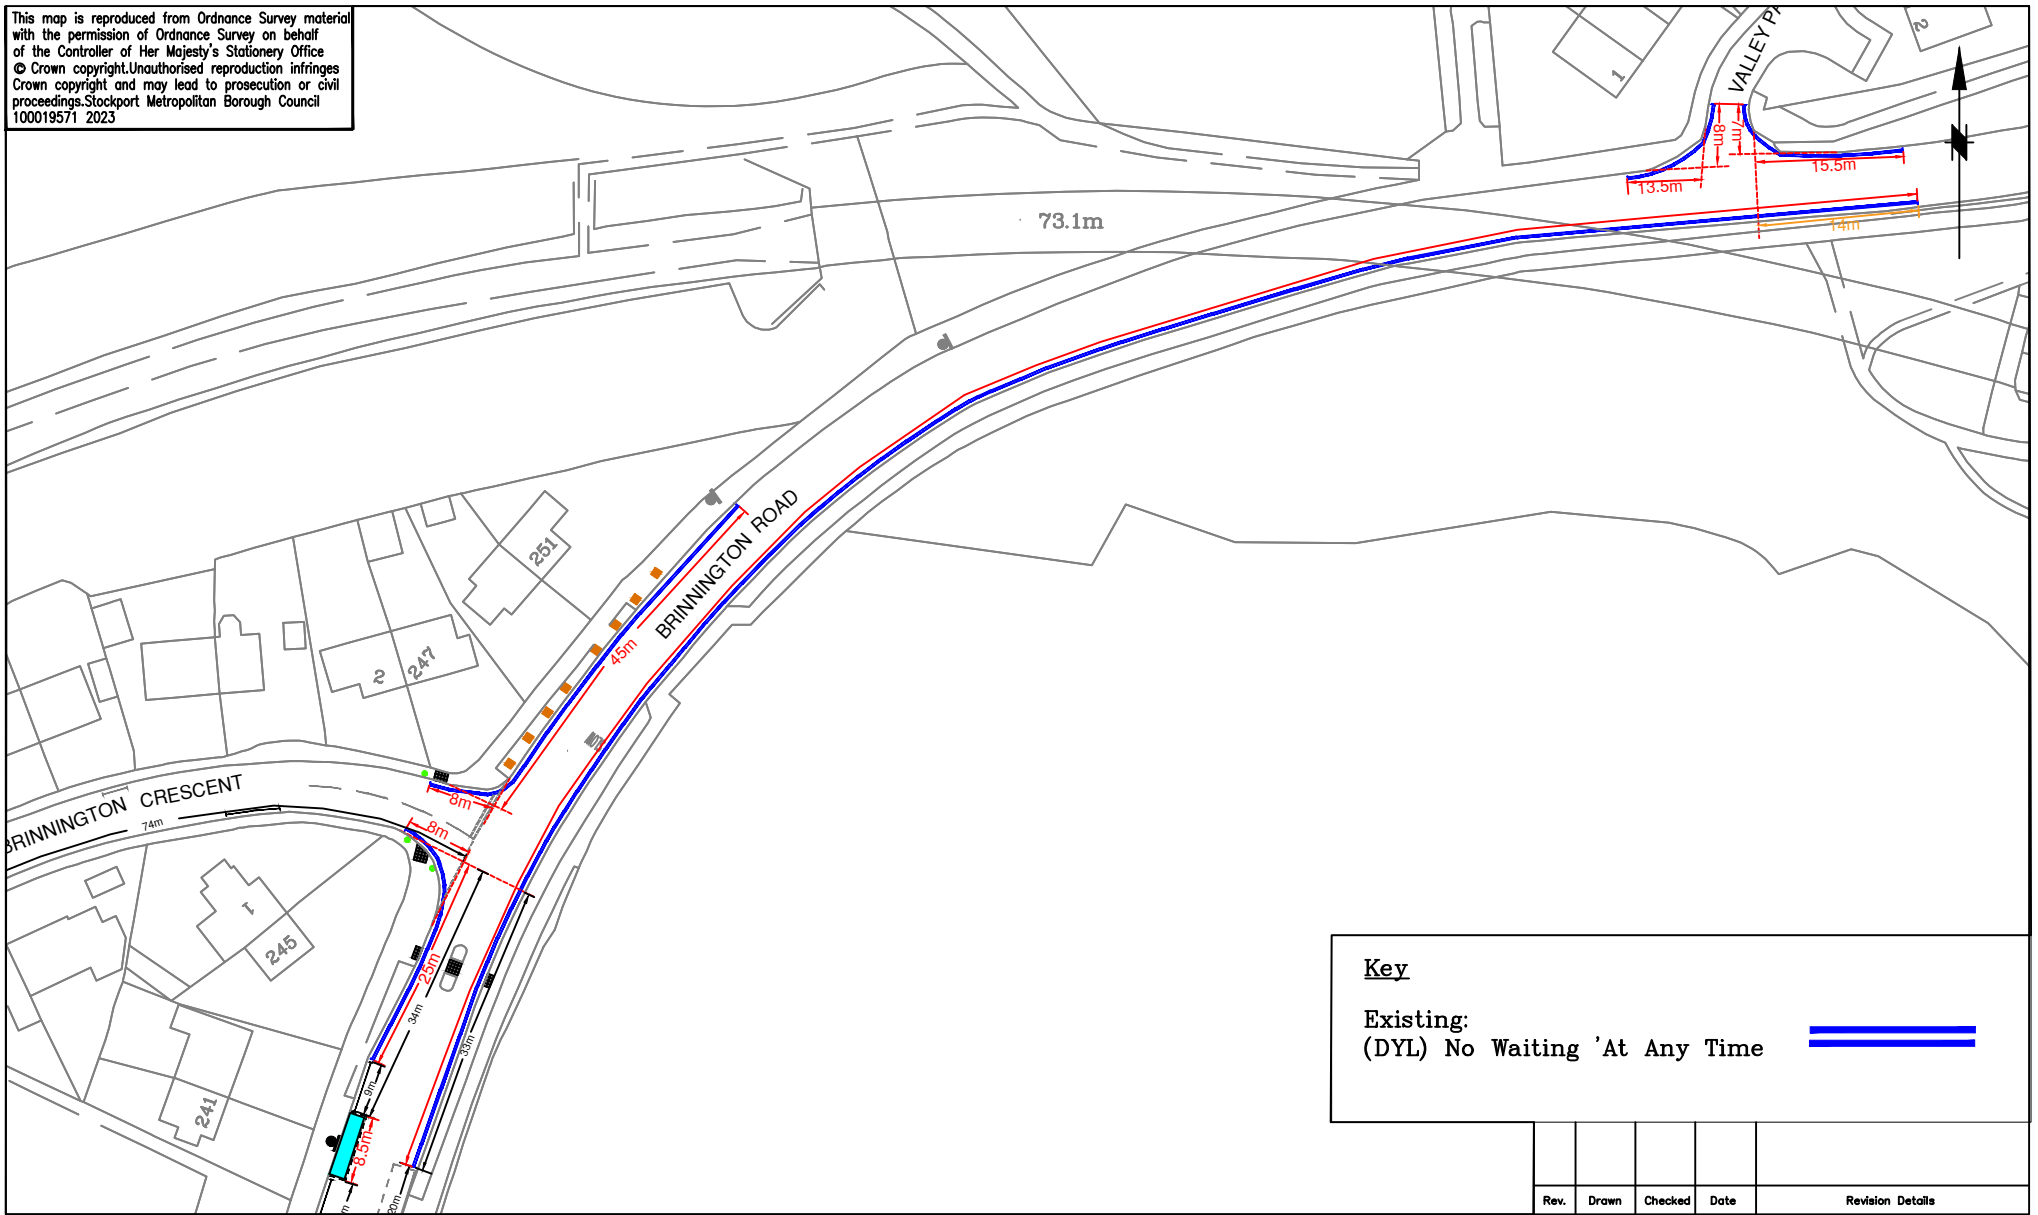 This map is reproduced from Ordnance Survey material
with the permission of Ordnance Survey on behalf
of the Controller of Her Majesty's Stationery Office
© Crown copyright.Unauthorised reproduction infringes
Crown copyright and may lead to prosecution or civil
proceedings.Stockport Metropolitan Borough Council
100019571 2023
VALLEY
1
2
8m
7m
13.5m
15.5m
14m
73.1m
BRINNINGTON ROAD
45m
251
247
2
BRINNINGTON CRESCENT
74m
8m
8m
1
245
25m
34m
33m
241
9m
8.5m
20m
m
Key
Existing:
(DYL) No Waiting 'At Any Time
Rev. Drawn Checked Date Revision Details